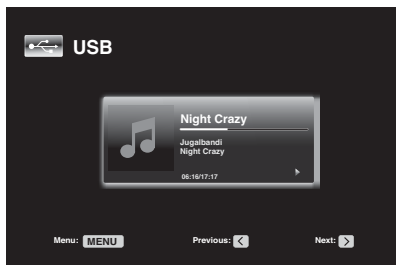 USB
Night Crazy
Jugalbandi
Night Crazy
06:16/17:17
Menu: MENU
Previous:
Next: